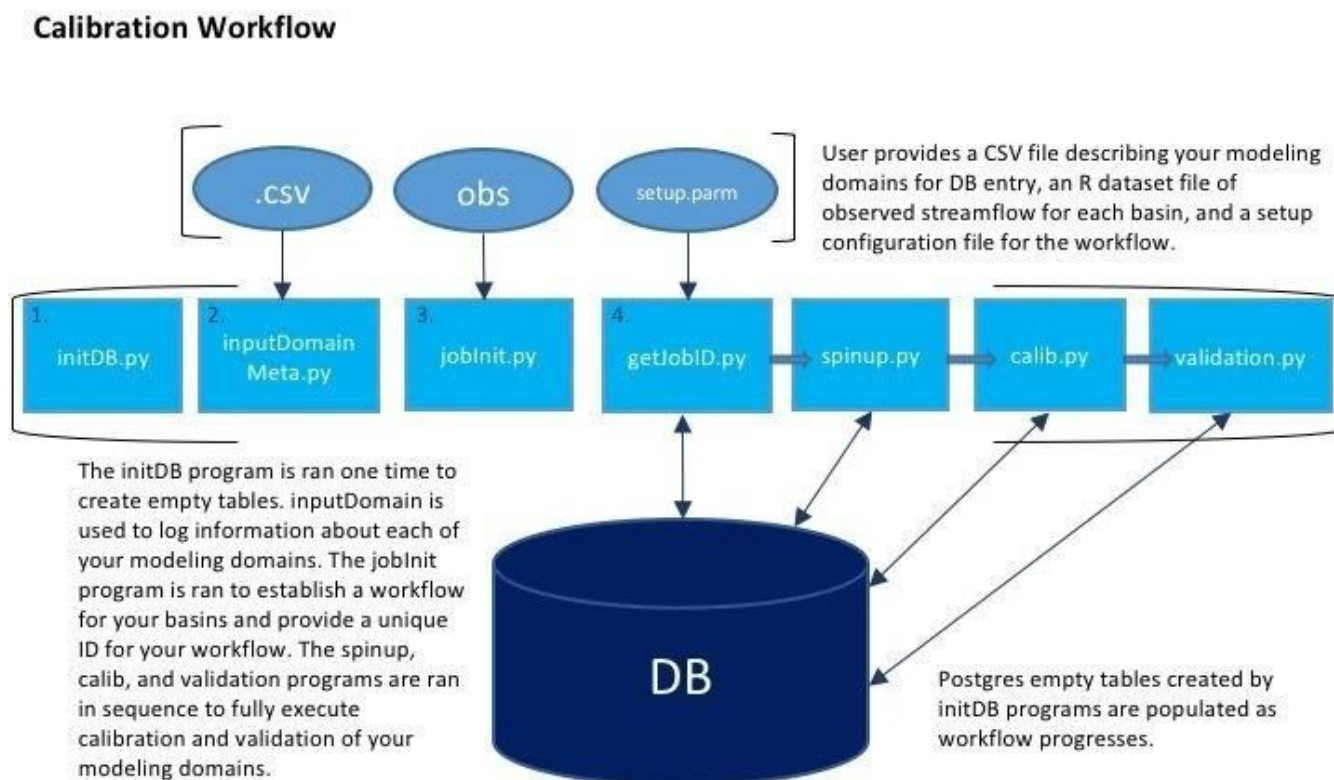 Calibration Workflow
.csv
obs
setup.parm
User provides a CSV file describing your modeling
domains for DB entry, an R dataset file of
observed streamflow for each basin, and a setup
configuration file for the workflow.
1.
initDB.py
2.
inputDomain
Meta.py
3.
jobInit.py
4.
getJobID.py
spinup.py
calib.py
validation.py
The initDB program is ran one time to
create empty tables. inputDomain is
used to log information about each of
your modeling domains. The jobInit
program is ran to establish a workflow
for your basins and provide a unique
ID for your workflow. The spinup,
calib, and validation programs are ran
in sequence to fully execute
calibration and validation of your
modeling domains.
DB
Postgres empty tables created by
initDB programs are populated as
workflow progresses.